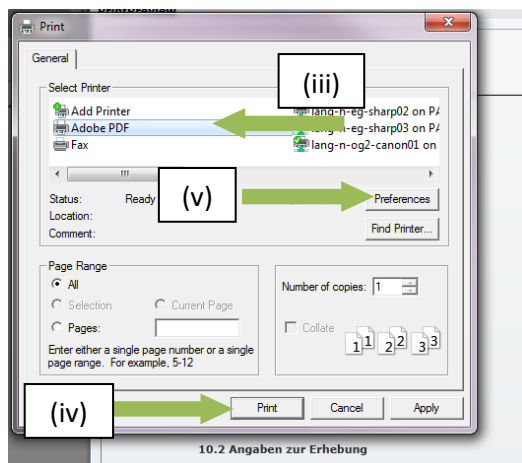 PrintPreview
Print
General
Select Printer
(iii)
Add Printer
lang-n-eg-sharp02 on PA
Adobe PDF
lang-n-eg-sharp03 on PA
Fax
lang-n-og2-canon01 on
(v)
Status: Ready
Preferences
Location:
Comment:
Find Printer...
Page Range
All
Number of copies: 1
Selection
Current Page
Pages:
Collate
1 1 2 2 3 3
Enter either a single page number or a single
page range. For example, 5-12
(iv)
Print
Cancel
Apply
10.2 Angaben zur Erhebung